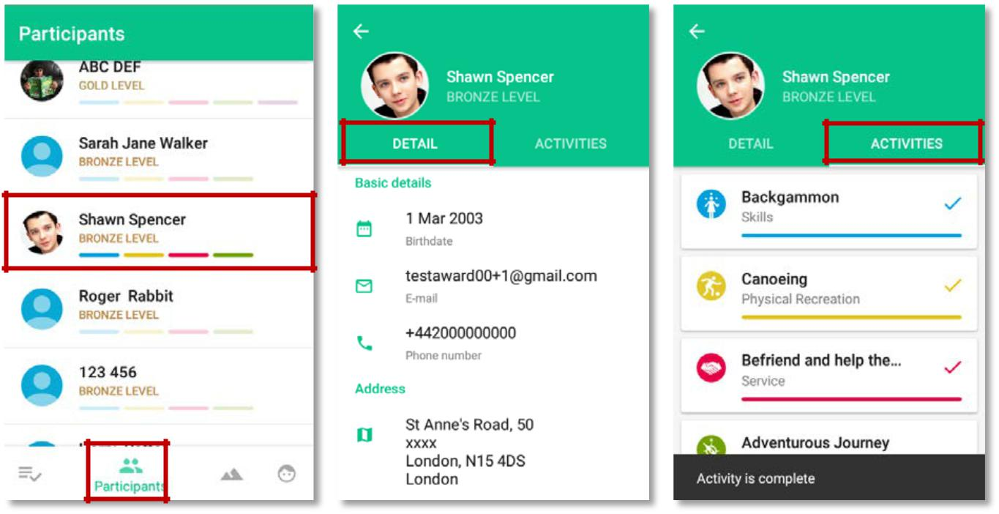 Participants
ABC DEF
GOLD LEVEL
Sarah Jane Walker
BRONZE LEVEL
Shawn Spencer
BRONZE LEVEL
Roger Rabbit
BRONZE LEVEL
123 456
BRONZE LEVEL
Participants
Shawn Spencer
BRONZE LEVEL
DETAIL
ACTIVITIES
Basic details
1 Mar 2003
Birthdate
testaward00+1@gmail.com
E-mail
+442000000000
Phone number
Address
St Anne's Road, 50
xxxx
London, N15 4DS
London
Shawn Spencer
BRONZE LEVEL
DETAIL
ACTIVITIES
Backgammon
Skills
Canoeing
Physical Recreation
Befriend and help the...
Service
Adventurous Journey
Activity is complete